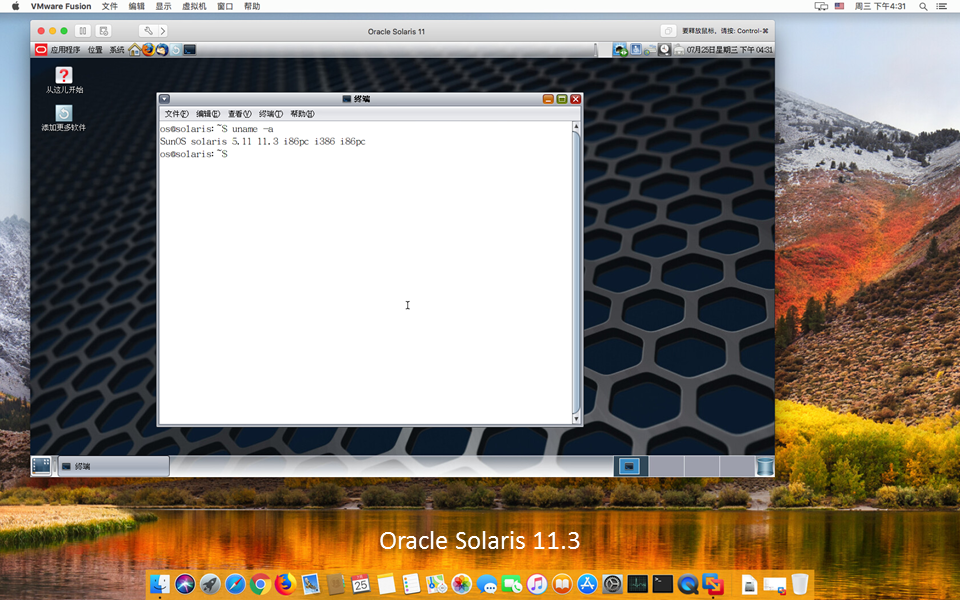 VMware Fusion 文件 编辑 显示 虚拟机 窗口 帮助 周三 下午4:31
Oracle Solaris 11 要释放鼠标，请按: Control-⌘
应用程序 位置 系统 07月25日星期三 下午 04:31
从这儿开始
添加更多软件
终端
文件(F) 编辑(E) 查看(V) 终端(T) 帮助(H)
os@solaris:~$ uname -a
SunOS solaris 5.11 11.3 i86pc i386 i86pc
os@solaris:~$
终端
Oracle Solaris 11.3
25